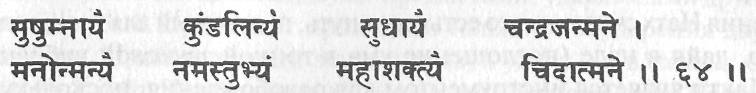 सुषुम्नायै कुंडलिन्यै सुधायै चन्द्रजन्मने ।
मनोन्मन्यै नमस्तुभ्यं महाशक्त्यै चिदात्मने ।। ६४ ।।